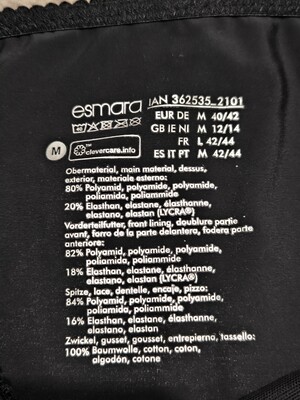 esmara
IAN 362535_2101
EUR DE M 40/42
GB IE NI M 12/14
FR L 42/44
ES IT PT M 42/44
M
clevercare.info
Obermaterial, main material, dessus,
exterior, materiale esterno:
80% Polyamid, polyamide, polyamide,
poliamida, poliammide
20% Elasthan, elastane, élasthanne,
elastano, elastan (LYCRA®)
Vorderteilfutter, front lining, doublure partie
avant, forro de la parte delantera, fodera parte
anteriore:
82% Polyamid, polyamide, polyamide,
poliamida, poliammide
18% Elasthan, elastane, élasthanne,
elastano, elastan (LYCRA®)
Spitze, lace, dentelle, encaje, pizzo:
84% Polyamid, polyamide, polyamide,
poliamida, poliammide
16% Elasthan, elastane, élasthanne,
elastano, elastan
Zwickel, gusset, gousset, entrepierno, tassello:
100% Baumwolle, cotton, coton,
algodón, cotone